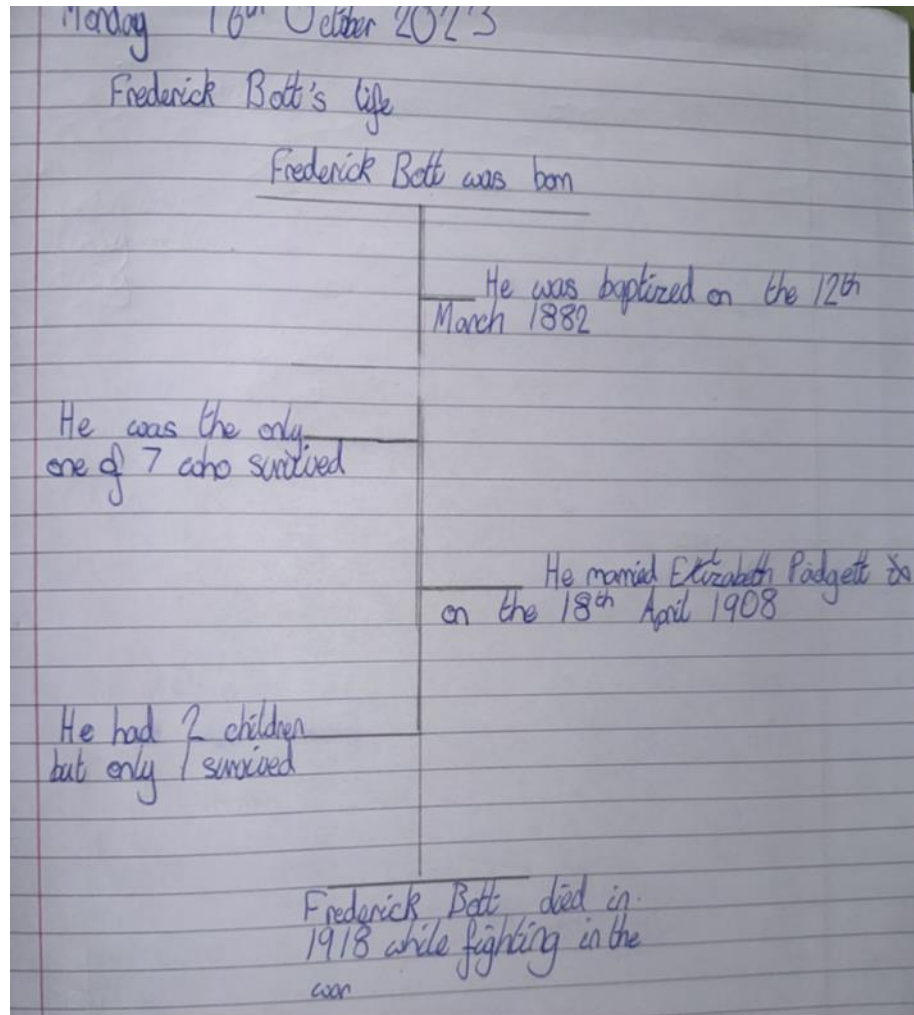 Monday 16th October 2023
Frederick Bott's life
Frederick Bott was born
He was baptized on the 12th
March 1882
He was the only
one of 7 who survived
He married Elizabeth Padgett
on the 18th April 1908
He had 2 children
but only 1 survived
Frederick Bott died in
1918 while fighting in the
war